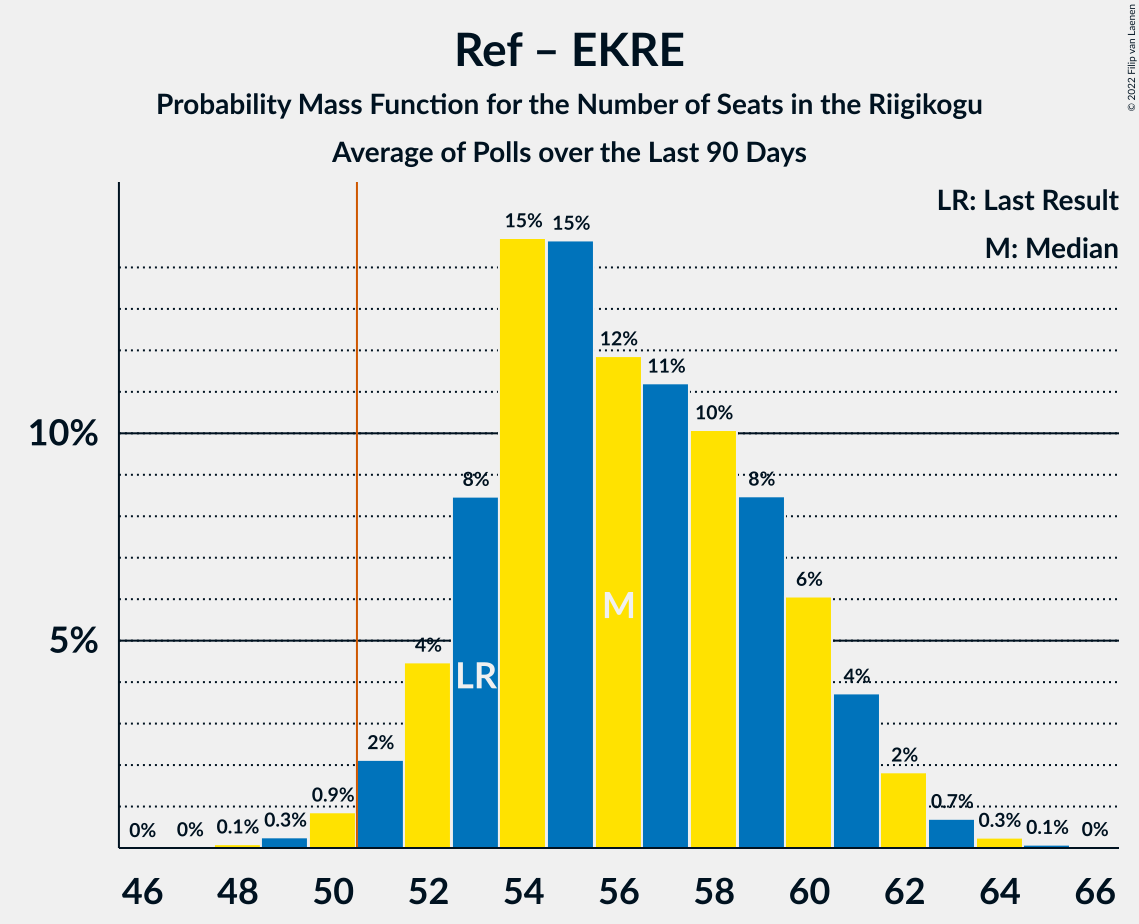 Ref – EKRE
Probability Mass Function for the Number of Seats in the Riigikogu
Average of Polls over the Last 90 Days
© 2022 Filip van Laenen
LR: Last Result
M: Median
10%
5%
0%
0%
0.1%
0.3%
0.9%
2%
4%
8%
15%
15%
12%
11%
10%
8%
6%
4%
2%
0.7%
0.3%
0.1%
0%
LR
M
46 48 50 52 54 56 58 60 62 64 66